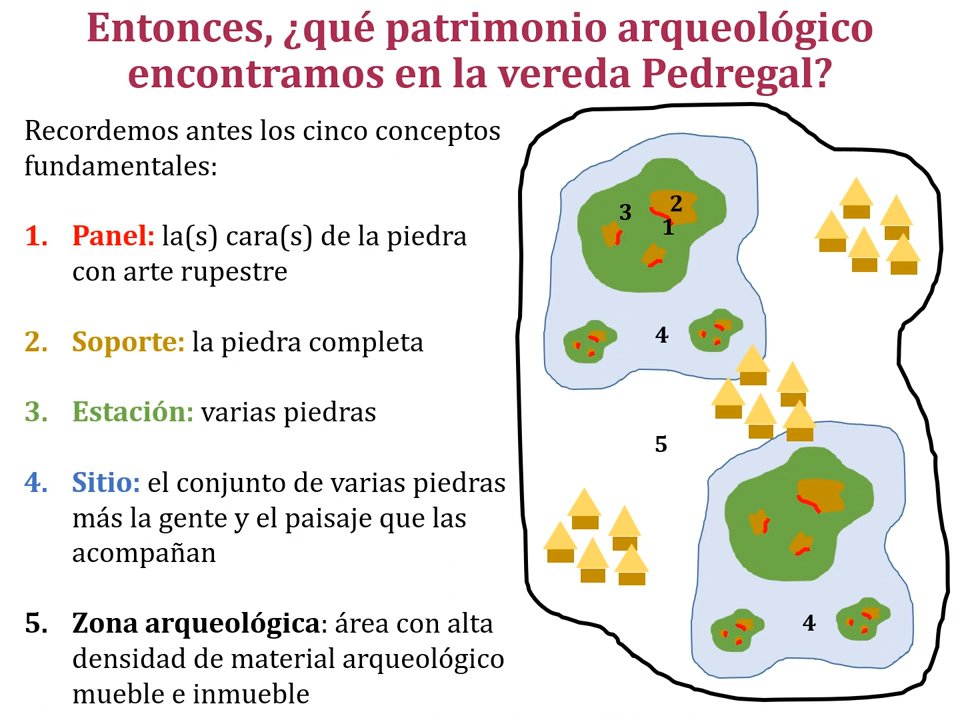 Entonces, ¿qué patrimonio arqueológico
encontramos en la vereda Pedregal?
Recordemos antes los cinco conceptos
fundamentales:
1. Panel: la(s) cara(s) de la piedra
con arte rupestre
2. Soporte: la piedra completa
3. Estación: varias piedras
4. Sitio: el conjunto de varias piedras
más la gente y el paisaje que las
acompañan
5. Zona arqueológica: área con alta
densidad de material arqueológico
mueble e inmueble
2
3
1
4
5
4